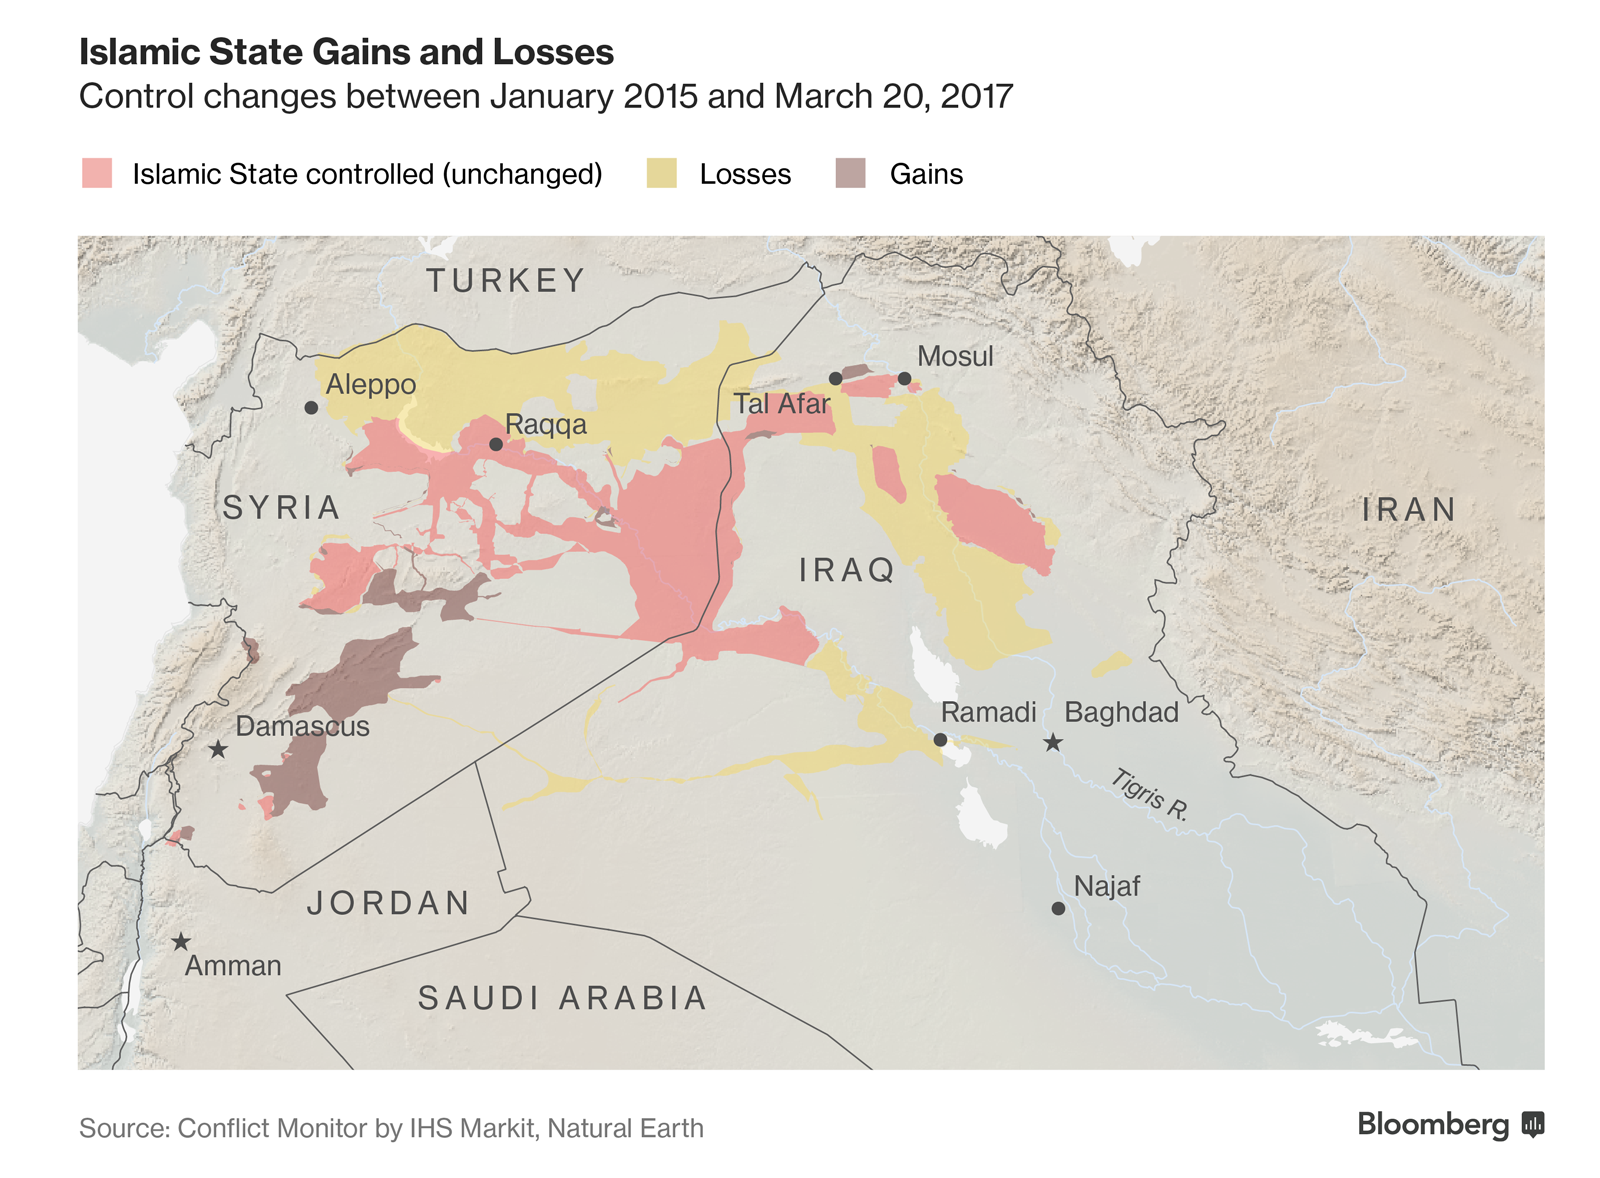 Islamic State Gains and Losses
Control changes between January 2015 and March 20, 2017
Islamic State controlled (unchanged) Losses Gains
TURKEY
Mosul
Aleppo
Tal Afar
Raqqa
SYRIA
IRAN
IRAQ
Ramadi Baghdad
Damascus
Tigris R.
Najaf
JORDAN
Amman
SAUDI ARABIA
Source: Conflict Monitor by IHS Markit, Natural Earth
Bloomberg